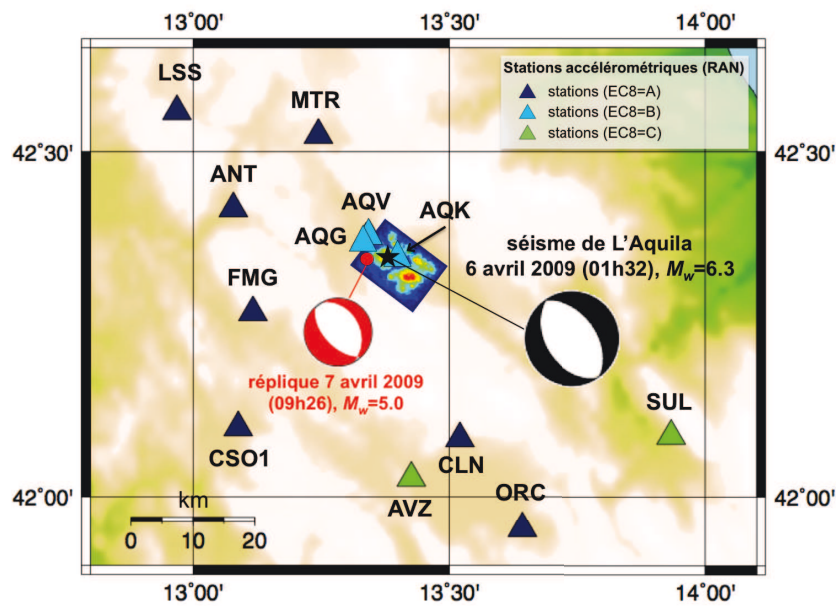 13°00'
13°30'
14°00'
LSS
MTR
Stations accélérométriques (RAN)
stations (EC8=A)
stations (EC8=B)
stations (EC8=C)
42°30'
42°30'
ANT
AQV
AQK
AQG
séisme de L'Aquila
6 avril 2009 (01h32), Mw=6.3
FMG
réplique 7 avril 2009
(09h26), Mw=5.0
SUL
CSO1
CLN
AVZ
ORC
42°00'
42°00'
km
0 10 20
13°00'
13°30'
14°00'